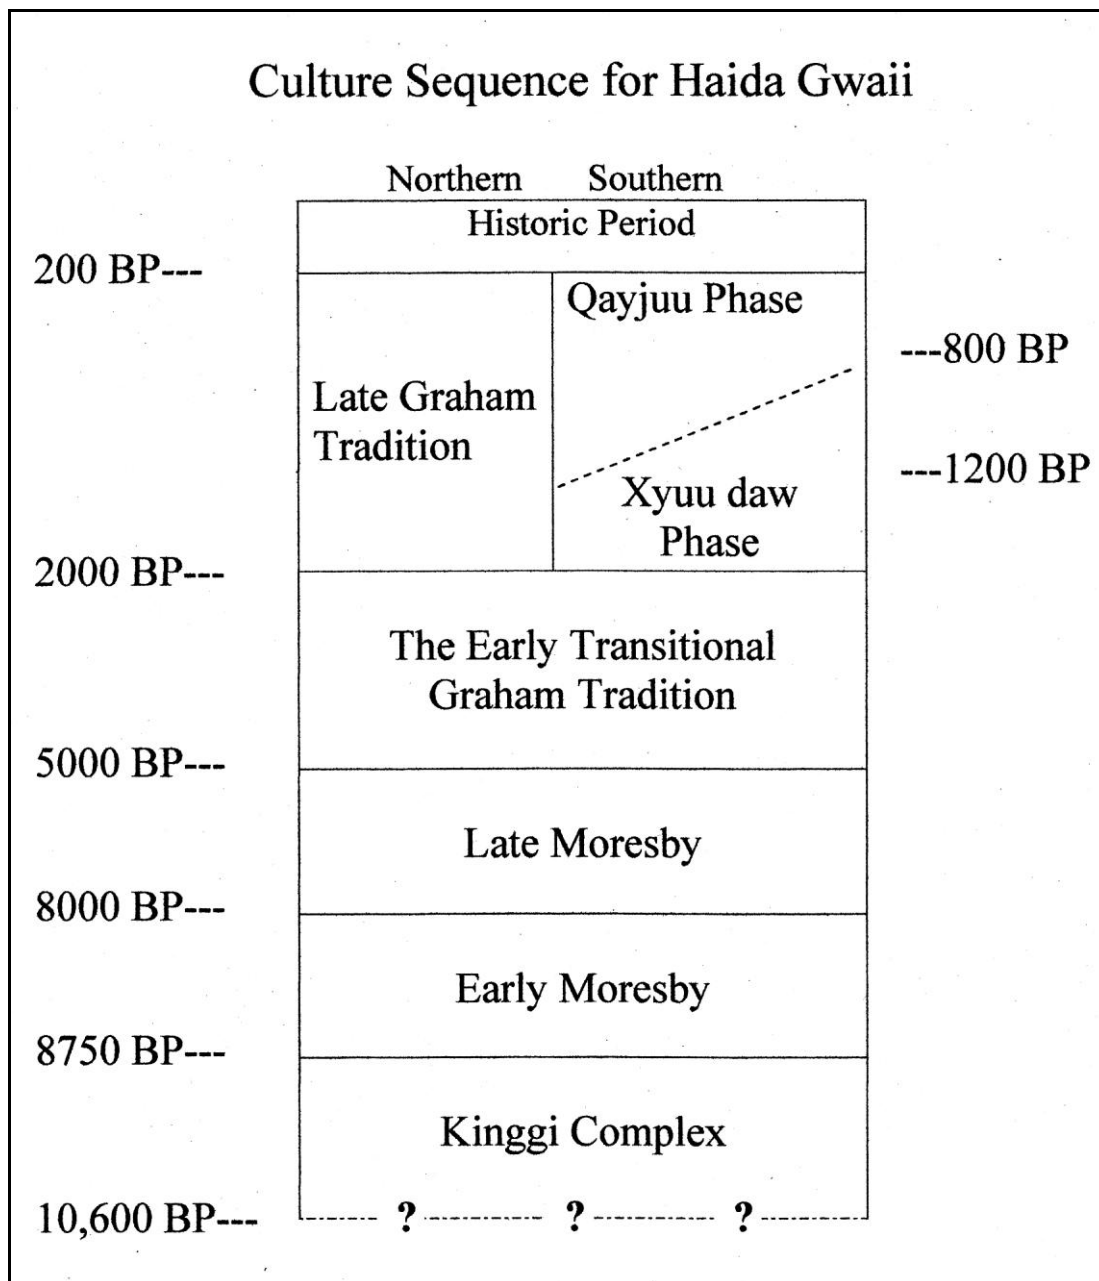 Culture Sequence for Haida Gwaii
Northern Southern
Historic Period
200 BP---
Qayjuu Phase
---800 BP
Late Graham
Tradition
---1200 BP
Xyuu daw
Phase
2000 BP---
The Early Transitional
Graham Tradition
5000 BP---
Late Moresby
8000 BP---
Early Moresby
8750 BP---
Kinggi Complex
10,600 BP--- ? ? ?